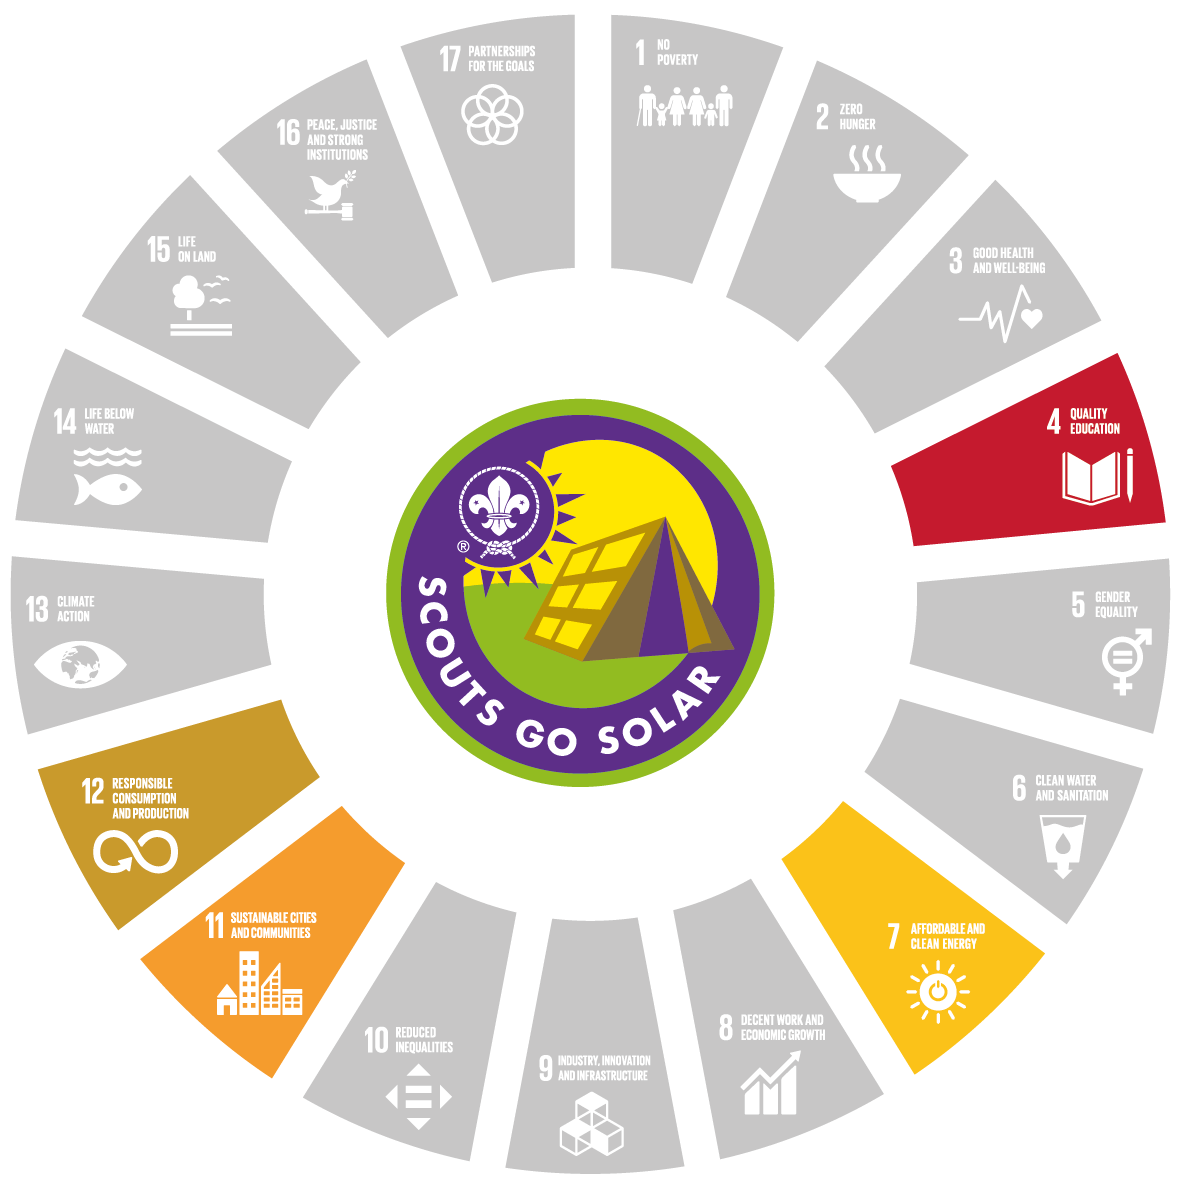 1 NO
POVERTY
2 ZERO
HUNGER
3 GOOD HEALTH
AND WELL-BEING
4 QUALITY
EDUCATION
5 GENDER
EQUALITY
6 CLEAN WATER
AND SANITATION
7 AFFORDABLE AND
CLEAN ENERGY
8 DECENT WORK AND
ECONOMIC GROWTH
9 INDUSTRY, INNOVATION
AND INFRASTRUCTURE
10 REDUCED
INEQUALITIES
11 SUSTAINABLE CITIES
AND COMMUNITIES
12 RESPONSIBLE
CONSUMPTION
AND PRODUCTION
13 CLIMATE
ACTION
14 LIFE BELOW
WATER
15 LIFE
ON LAND
16 PEACE, JUSTICE
AND STRONG
INSTITUTIONS
17 PARTNERSHIPS
FOR THE GOALS
®
SCOUTS GO SOLAR